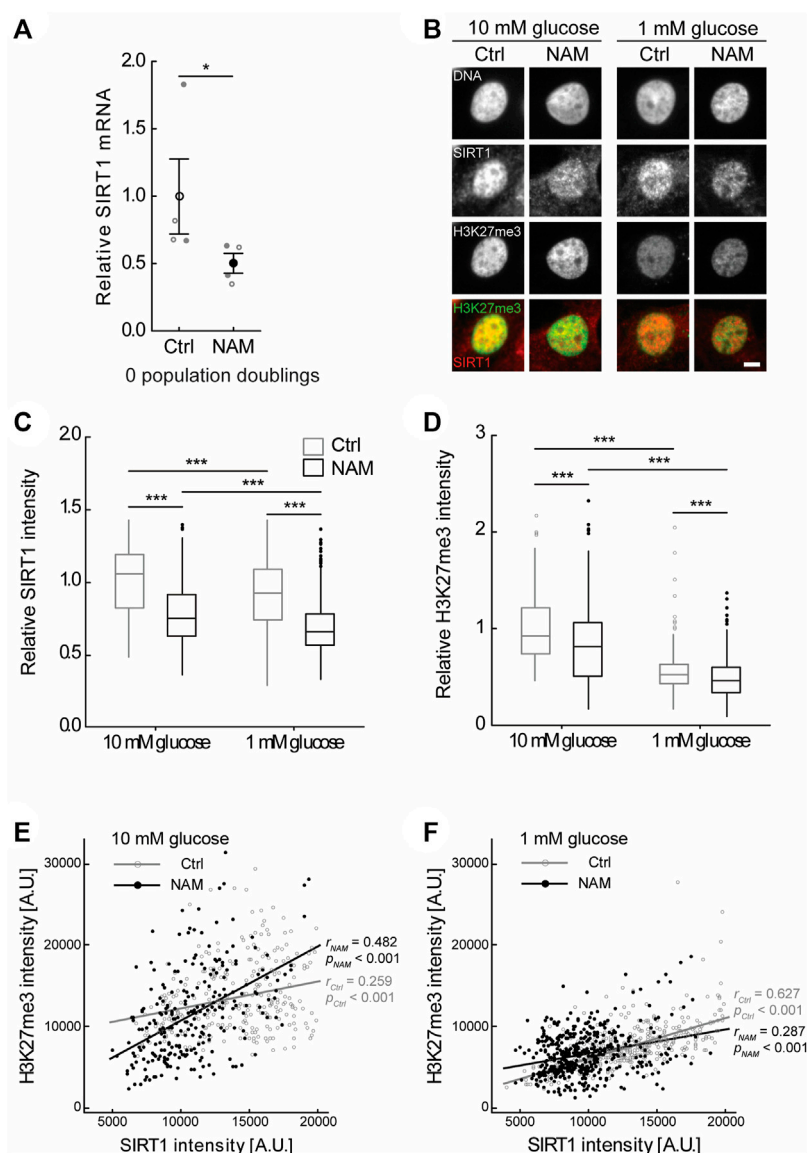 A
Relative SIRT1 mRNA
2.0
1.5
1.0
0.5
0.0
*
Ctrl NAM
0 population doublings
B
10 mM glucose 1 mM glucose
Ctrl NAM Ctrl NAM
DNA
SIRT1
H3K27me3
H3K27me3
SIRT1
C
Relative SIRT1 intensity
2.0
1.5
1.0
0.5
0.0
Ctrl
NAM
***
***
*** ***
10 mM glucose 1 mM glucose
D
Relative H3K27me3 intensity
3
2
1
0
***
***
***
***
10 mM glucose 1 mM glucose
E
10 mM glucose
Ctrl
NAM
H3K27me3 intensity [A.U.]
30000
20000
10000
0
rNAM = 0.482
pNAM < 0.001
rCtrl = 0.259
pCtrl < 0.001
5000 10000 15000 20000
SIRT1 intensity [A.U.]
F
1 mM glucose
Ctrl
NAM
H3K27me3 intensity [A.U.]
30000
20000
10000
0
rCtrl = 0.627
pCtrl < 0.001
rNAM = 0.287
pNAM < 0.001
5000 10000 15000 20000
SIRT1 intensity [A.U.]